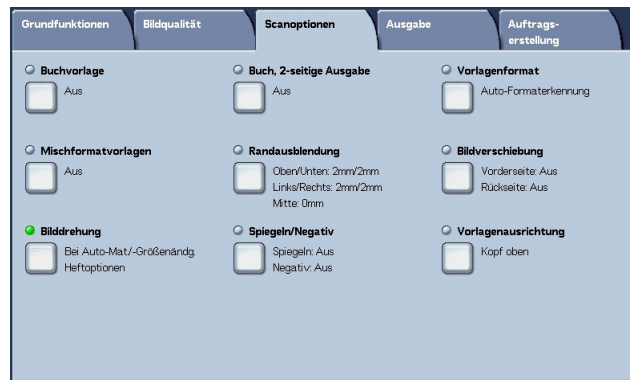 Grundfunktionen
Bildqualität
Scanoptionen
Ausgabe
Auftrags-
erstellung
Buchvorlage
Aus
Buch, 2-seitige Ausgabe
Aus
Vorlagenformat
Auto-Formaterkennung
Mischformatvorlagen
Aus
Randausblendung
Oben/Unten: 2mm/2mm
Links/Rechts: 2mm/2mm
Mitte: 0mm
Bildverschiebung
Vorderseite: Aus
Rückseite: Aus
Bilddrehung
Bei Auto-Mat/-Größenändg.
Heftoptionen
Spiegeln/Negativ
Spiegeln: Aus
Negativ: Aus
Vorlagenausrichtung
Kopf oben